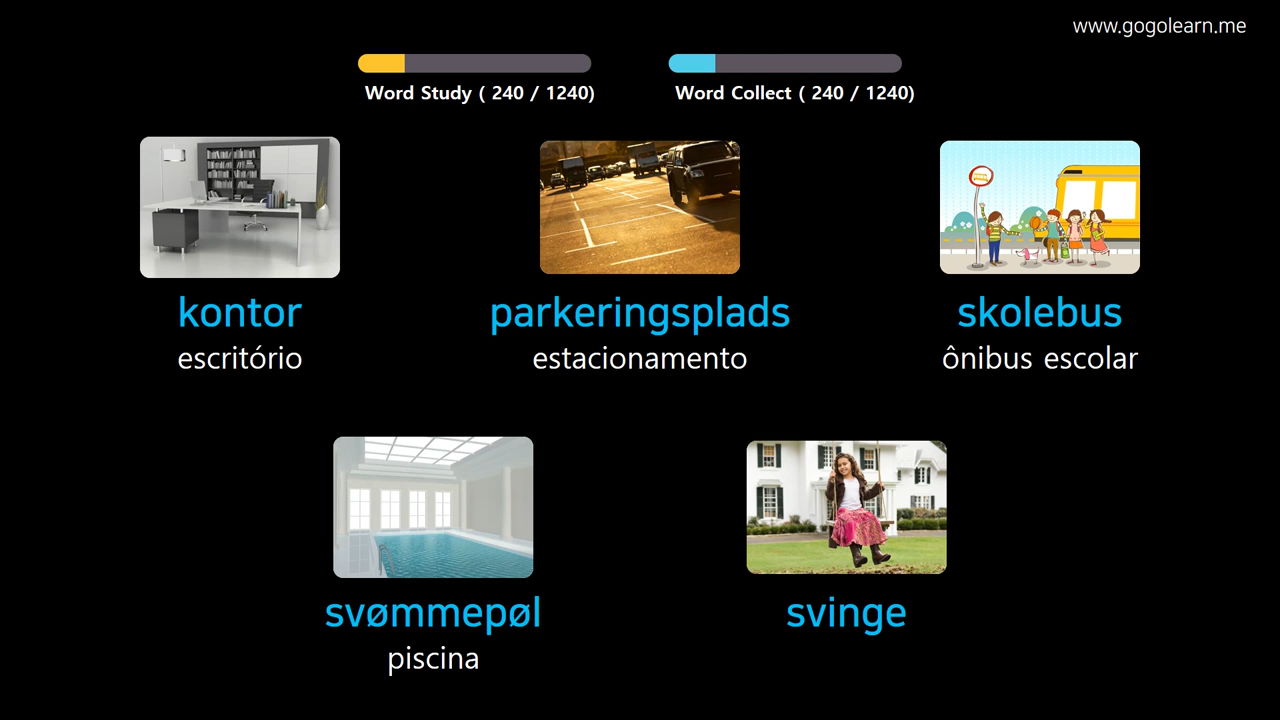 www.gogolearn.me
Word Study ( 240 / 1240)
Word Collect ( 240 / 1240)
kontor
escritório
parkeringsplads
estacionamento
skolebus
ônibus escolar
svømmepøl
piscina
svinge